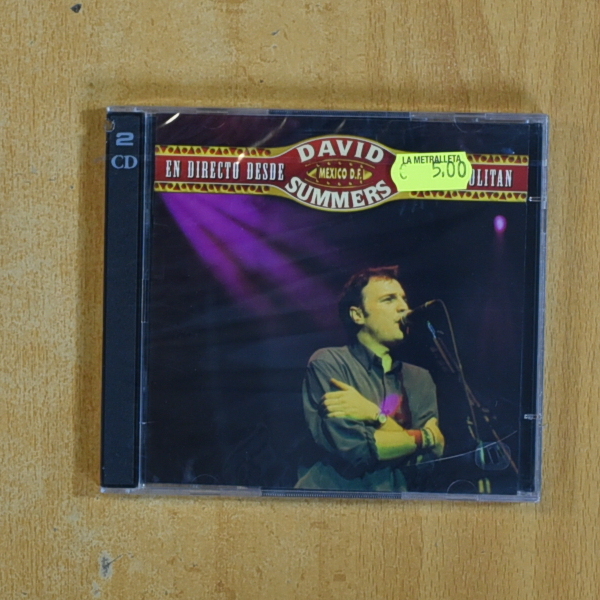 2
CD
DAVID
EN DIRECTO DESDE
MEXICO D.F.
SUMMERS
LA METRALLETA
€ 5.00
OLITAN